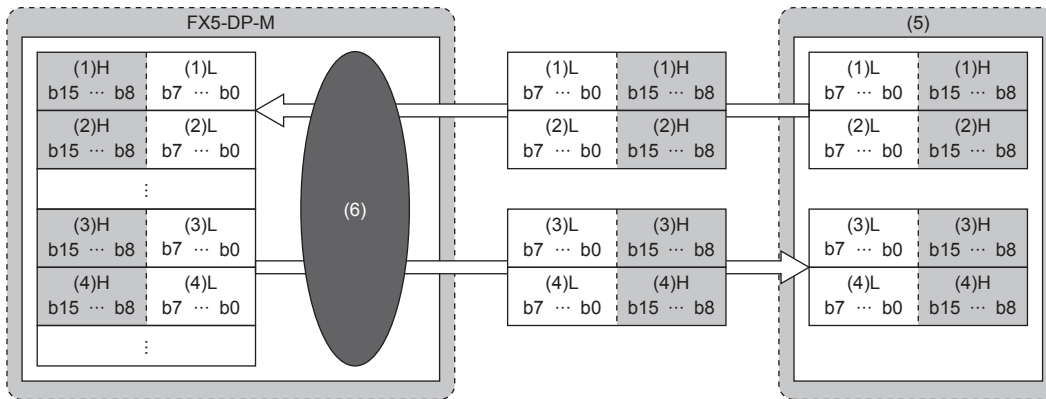 FX5-DP-M
(1)H (1)L
b15 ⋯ b8 b7 ⋯ b0
(2)H (2)L
b15 ⋯ b8 b7 ⋯ b0
⋮
(3)H (3)L
b15 ⋯ b8 b7 ⋯ b0
(4)H (4)L
b15 ⋯ b8 b7 ⋯ b0
⋮
(6)
(1)L (1)H
b7 ⋯ b0 b15 ⋯ b8
(2)L (2)H
b7 ⋯ b0 b15 ⋯ b8
(3)L (3)H
b7 ⋯ b0 b15 ⋯ b8
(4)L (4)H
b7 ⋯ b0 b15 ⋯ b8
(5)
(1)L (1)H
b7 ⋯ b0 b15 ⋯ b8
(2)L (2)H
b7 ⋯ b0 b15 ⋯ b8
(3)L (3)H
b7 ⋯ b0 b15 ⋯ b8
(4)L (4)H
b7 ⋯ b0 b15 ⋯ b8